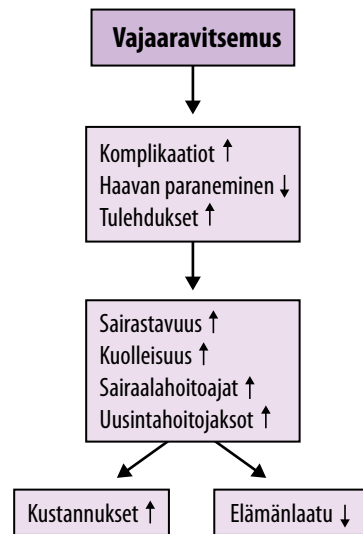 Vajaaravitsemus
Komplikaatiot ↑
Haavan paraneminen ↓
Tulehdukset ↑
Sairastavuus ↑
Kuolleisuus ↑
Sairaalahoitoajat ↑
Uusintahoitojaksot ↑
Kustannukset ↑
Elämänlaatu ↓